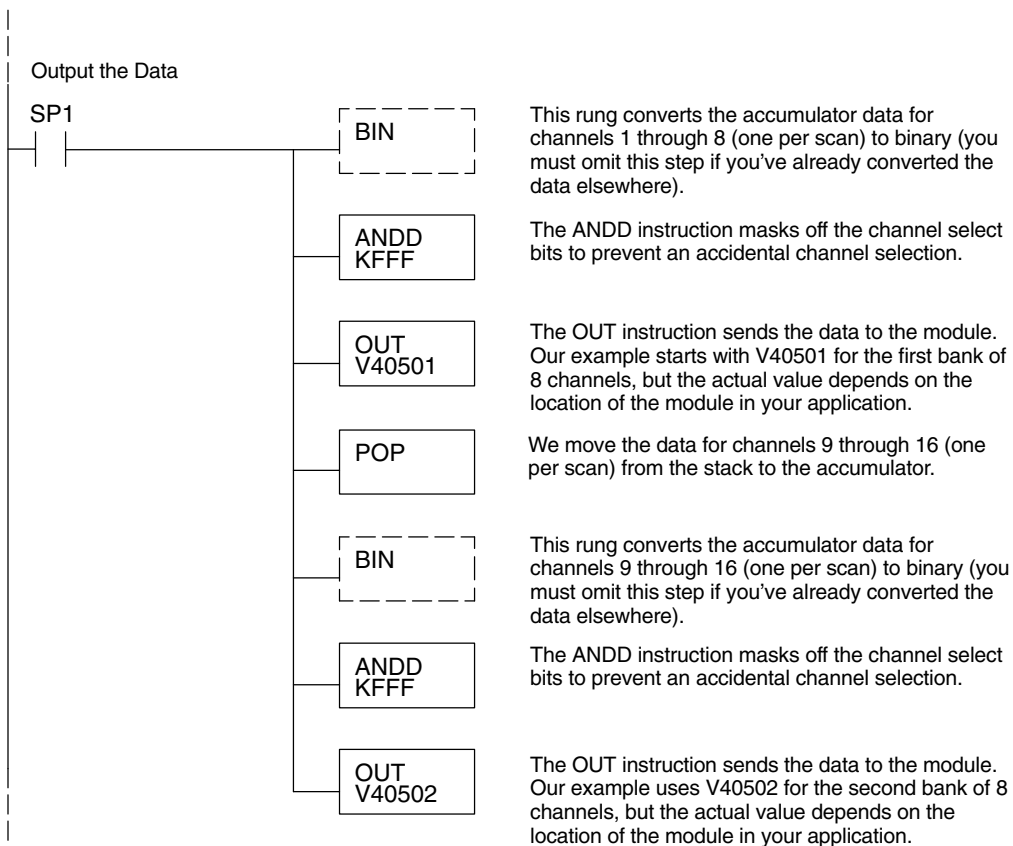 Output the Data
SP1
BIN
This rung converts the accumulator data for
channels 1 through 8 (one per scan) to binary (you
must omit this step if you've already converted the
data elsewhere).
ANDD
KFFF
The ANDD instruction masks off the channel select
bits to prevent an accidental channel selection.
OUT
V40501
The OUT instruction sends the data to the module.
Our example starts with V40501 for the first bank of
8 channels, but the actual value depends on the
location of the module in your application.
POP
We move the data for channels 9 through 16 (one
per scan) from the stack to the accumulator.
BIN
This rung converts the accumulator data for
channels 9 through 16 (one per scan) to binary (you
must omit this step if you've already converted the
data elsewhere).
ANDD
KFFF
The ANDD instruction masks off the channel select
bits to prevent an accidental channel selection.
OUT
V40502
The OUT instruction sends the data to the module.
Our example uses V40502 for the second bank of 8
channels, but the actual value depends on the
location of the module in your application.